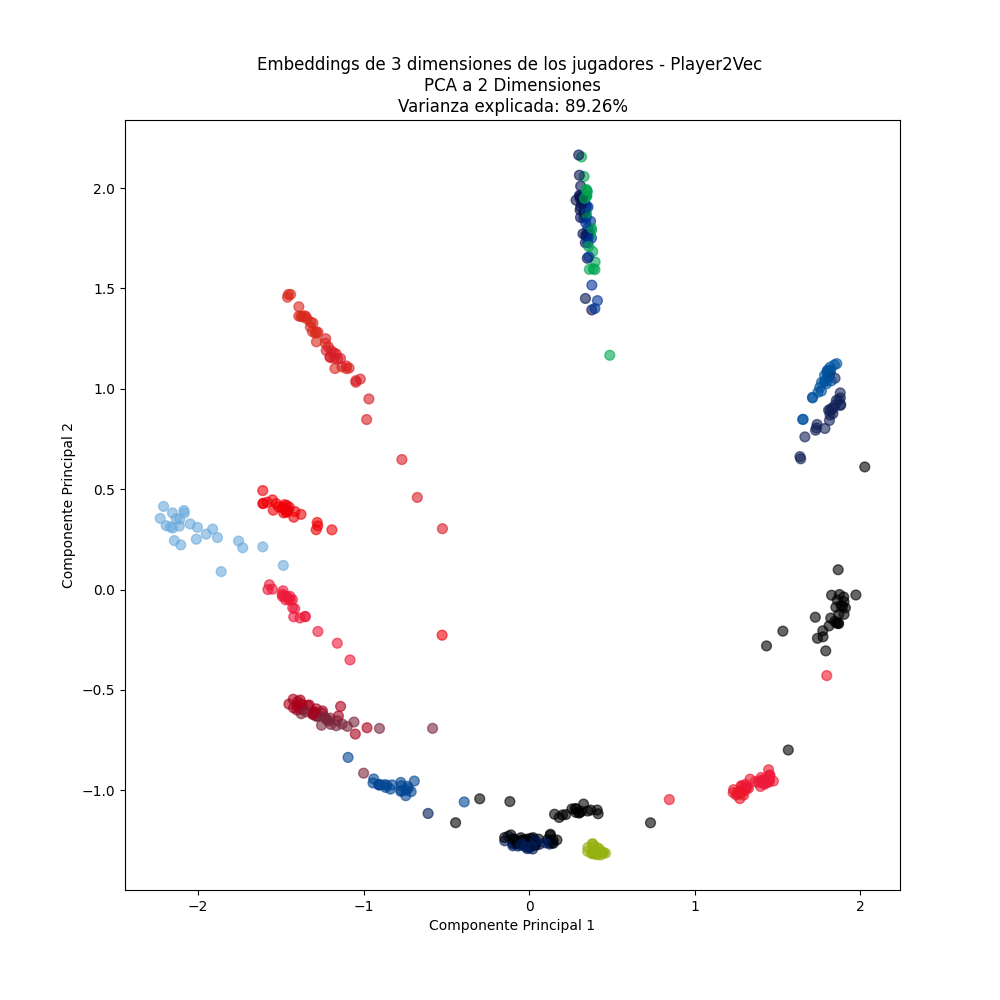 Embeddings de 3 dimensiones de los jugadores - Player2Vec
PCA a 2 Dimensiones
Varianza explicada: 89.26%
2.0
1.5
1.0
0.5
0.0
−0.5
−1.0
Componente Principal 2
−2
−1
0
1
2
Componente Principal 1